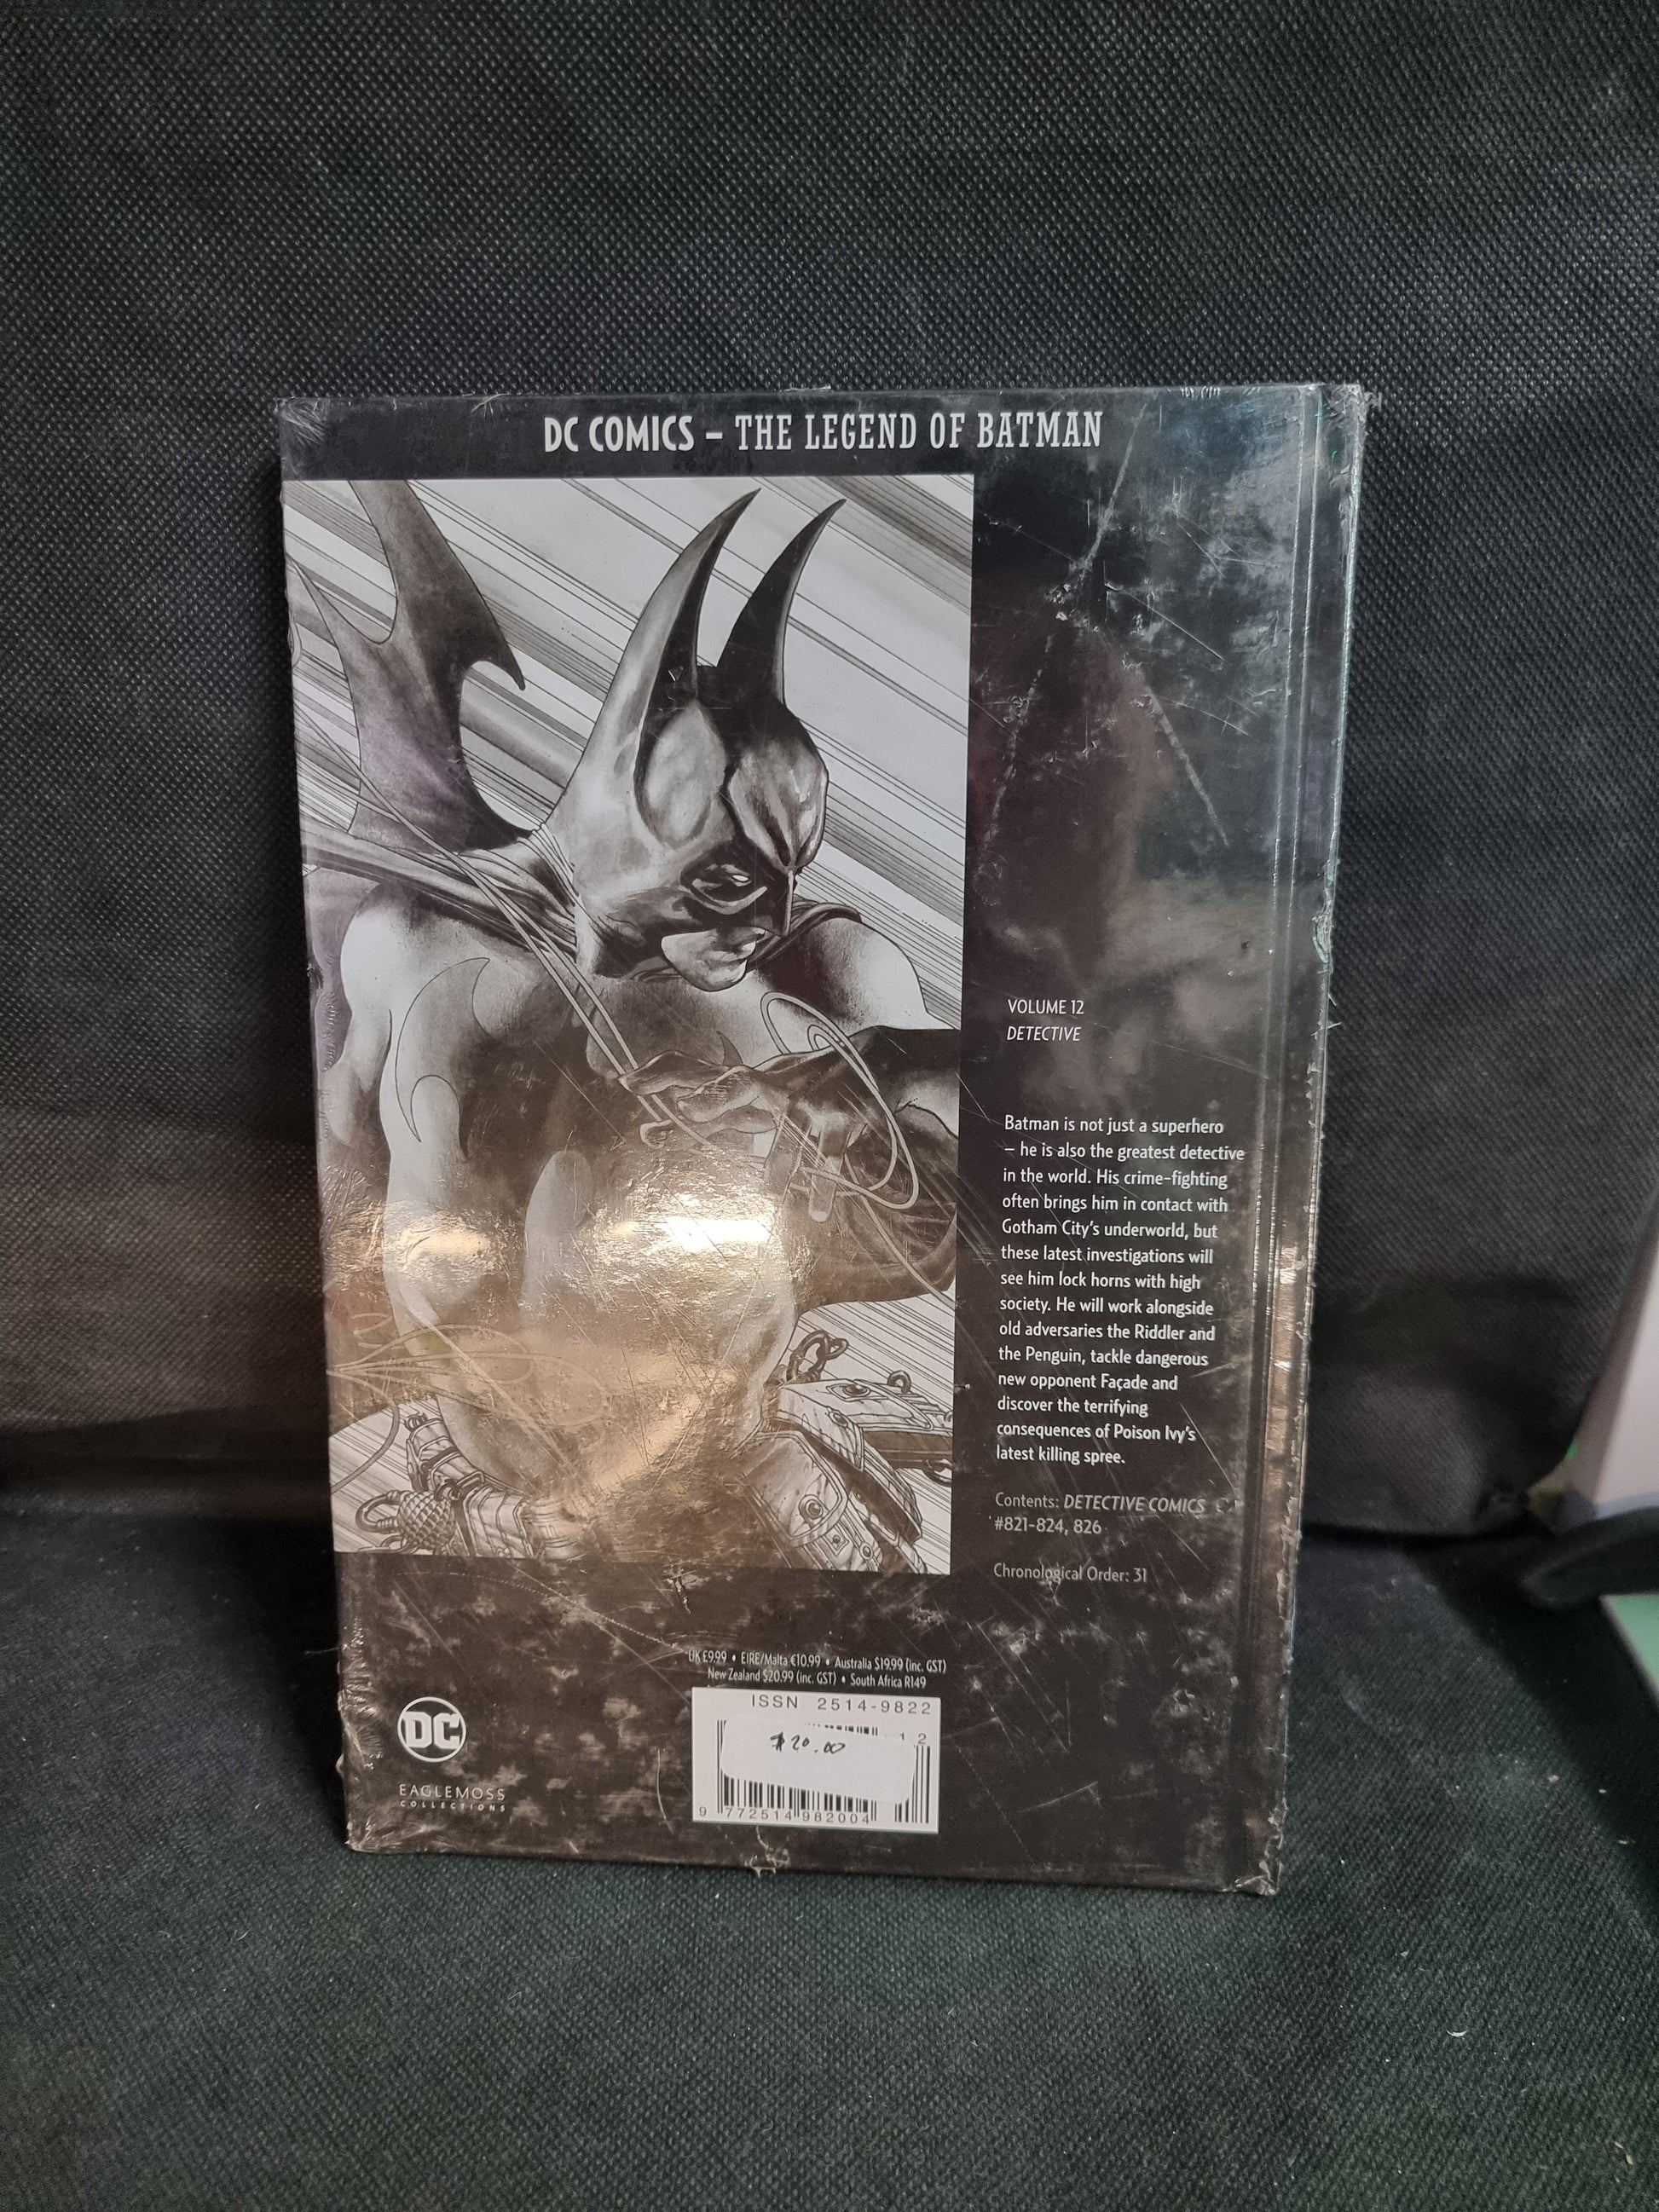 DC COMICS – THE LEGEND OF BATMAN
VOLUME 12
DETECTIVE
Batman is not just a superhero
– he is also the greatest detective
in the world. His crime-fighting
often brings him in contact with
Gotham City's underworld, but
these latest investigations will
see him lock horns with high
society. He will work alongside
old adversaries the Riddler and
the Penguin, tackle dangerous
new opponent Façade and
discover the terrifying
consequences of Poison Ivy's
latest killing spree.
Contents: DETECTIVE COMICS
#821-824, 826
Chronological Order: 31
UK £9.99 • EIRE/Malta €10.99 • Australia $19.99 (inc. GST)
New Zealand $20.99 (inc. GST) • South Africa R149
ISSN 2514-9822
12
$20.00
9 772514 982004
DC
EAGLEMOSS
COLLECTIONS